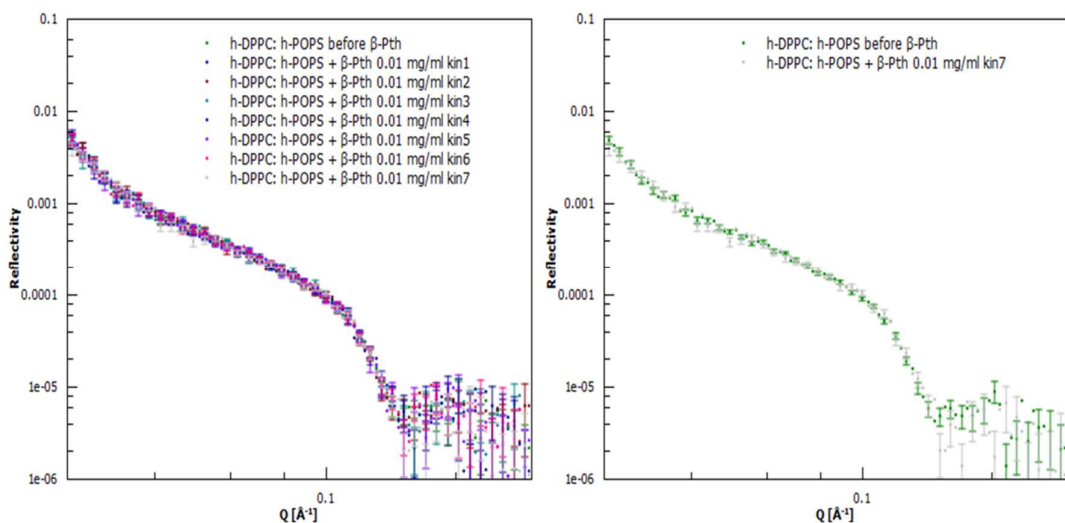 0.1
h-DPPC: h-POPS before β-Pth
h-DPPC: h-POPS + β-Pth 0.01 mg/ml kin1
h-DPPC: h-POPS + β-Pth 0.01 mg/ml kin2
h-DPPC: h-POPS + β-Pth 0.01 mg/ml kin3
h-DPPC: h-POPS + β-Pth 0.01 mg/ml kin4
h-DPPC: h-POPS + β-Pth 0.01 mg/ml kin5
h-DPPC: h-POPS + β-Pth 0.01 mg/ml kin6
h-DPPC: h-POPS + β-Pth 0.01 mg/ml kin7
0.01
0.001
0.0001
1e-05
1e-06
Reflectivity
0.1
Q [Å⁻¹]
0.1
h-DPPC: h-POPS before β-Pth
h-DPPC: h-POPS + β-Pth 0.01 mg/ml kin7
0.01
0.001
0.0001
1e-05
1e-06
Reflectivity
0.1
Q [Å⁻¹]